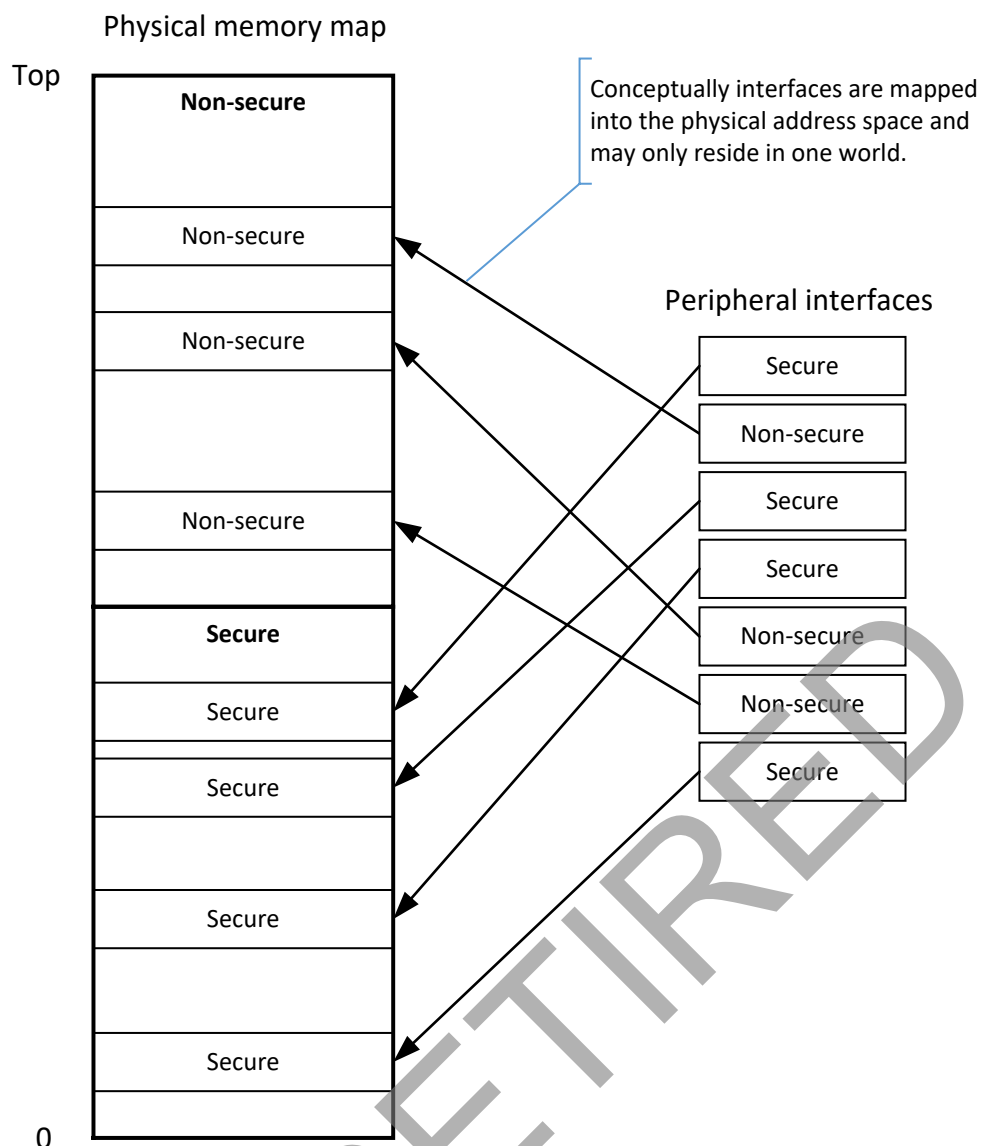 Physical memory map
Top
Non-secure
Non-secure
Non-secure
Non-secure
Secure
Secure
Secure
Secure
Secure
0
Conceptually interfaces are mapped
into the physical address space and
may only reside in one world.
Peripheral interfaces
Secure
Non-secure
Secure
Secure
Non-secure
Non-secure
Secure
RETIRED